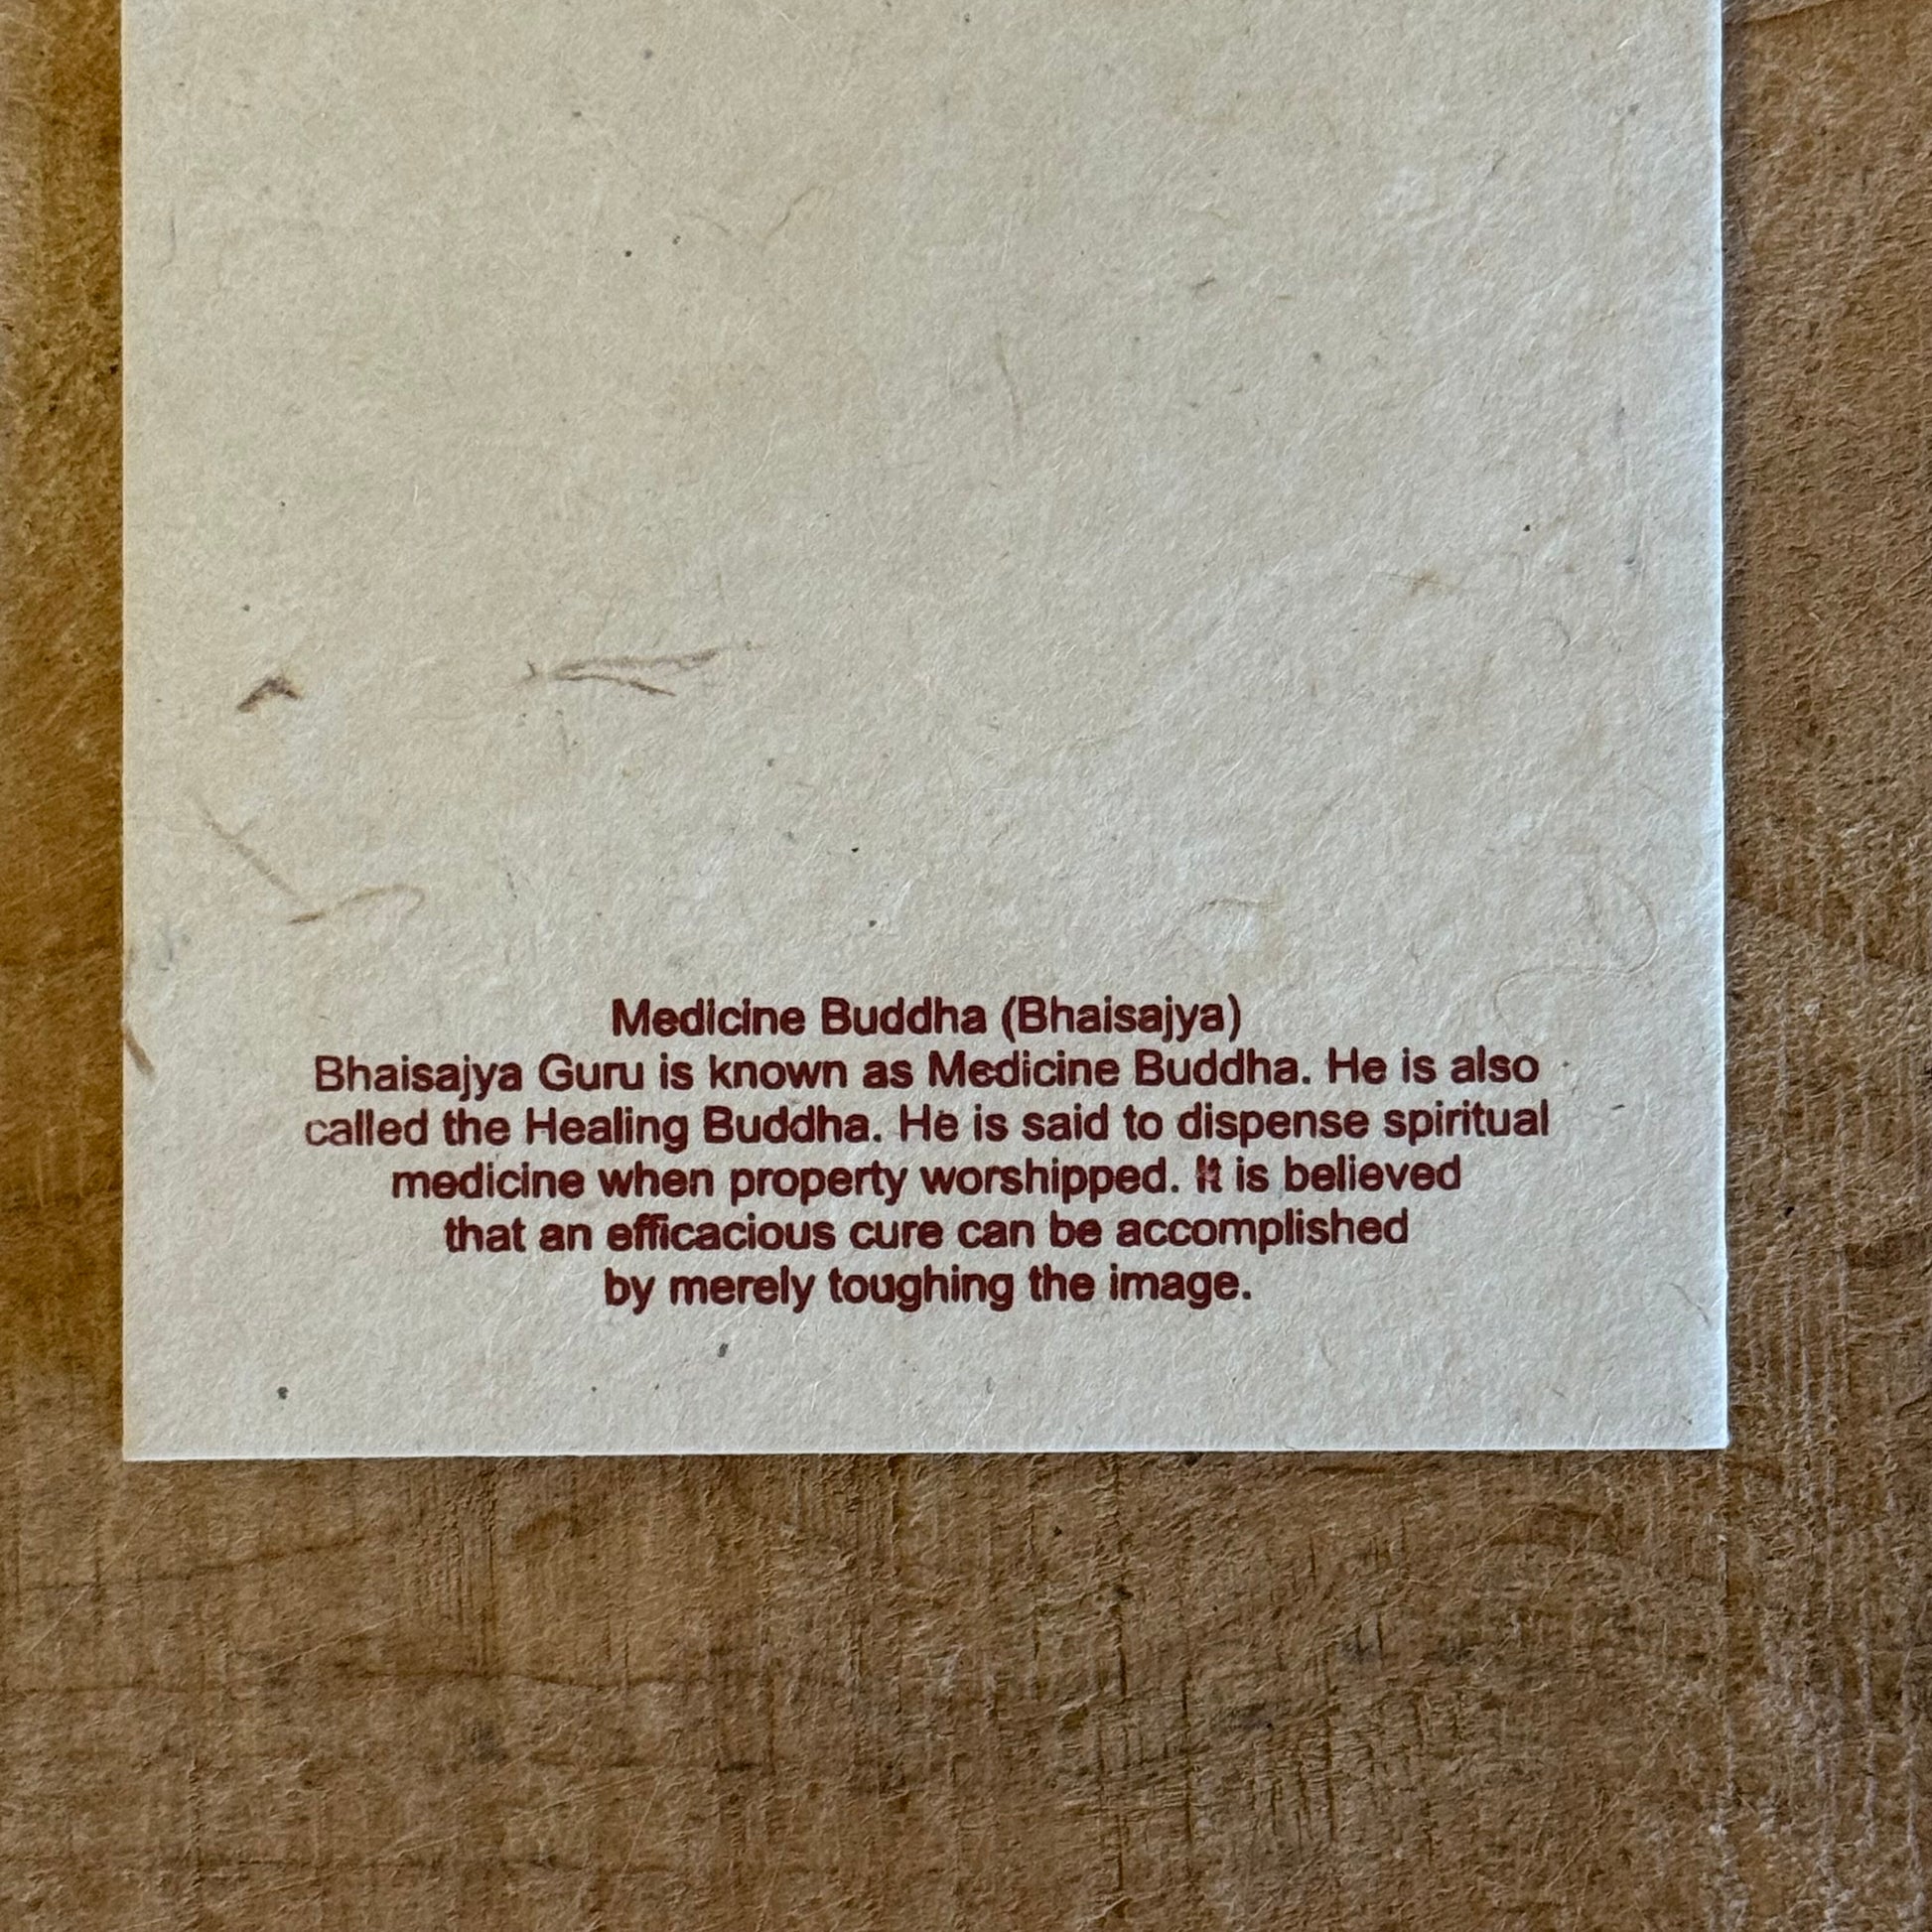 Medicine Buddha (Bhaisajya)
Bhaisajya Guru is known as Medicine Buddha. He is also
called the Healing Buddha. He is said to dispense spiritual
medicine when property worshipped. It is believed
that an efficacious cure can be accomplished
by merely toughing the image.